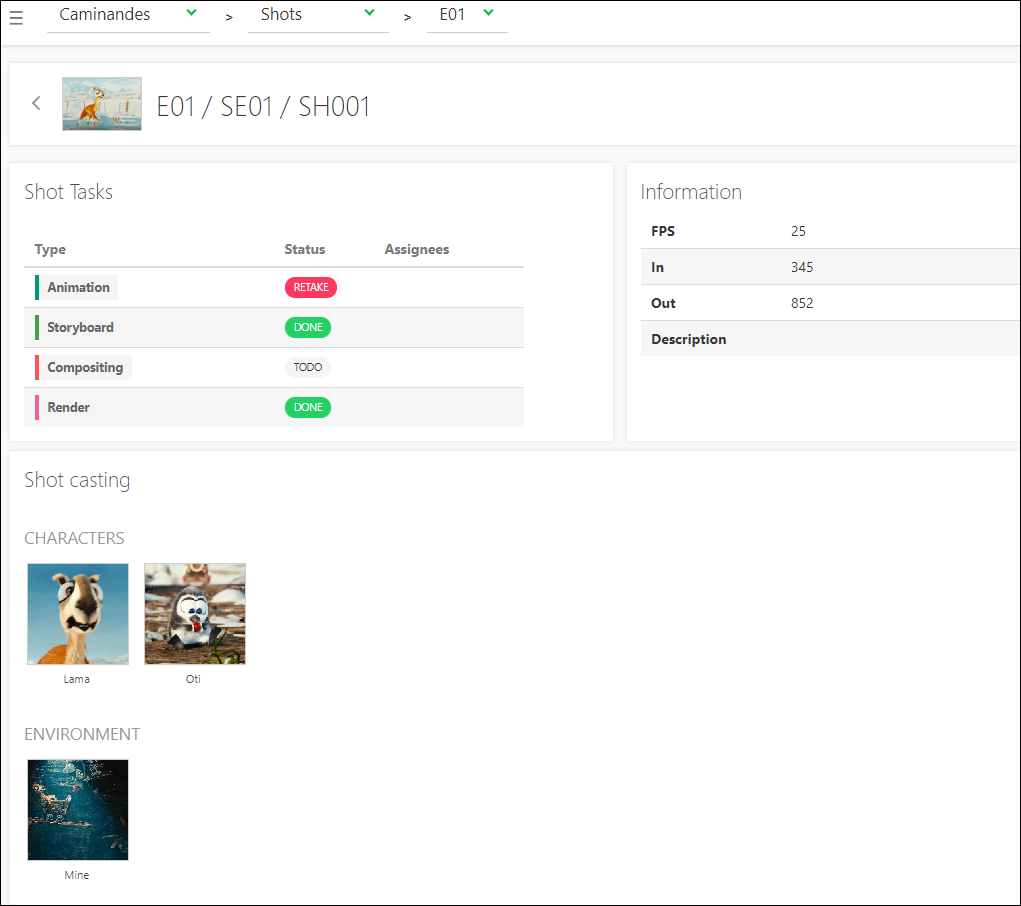 Caminandes > Shots > E01
E01 / SE01 / SH001
Shot Tasks
Type Status Assignees
Animation RETAKE
Storyboard DONE
Compositing TODO
Render DONE
Information
FPS 25
In 345
Out 852
Description
Shot casting
CHARACTERS
Lama Oti
ENVIRONMENT
Mine